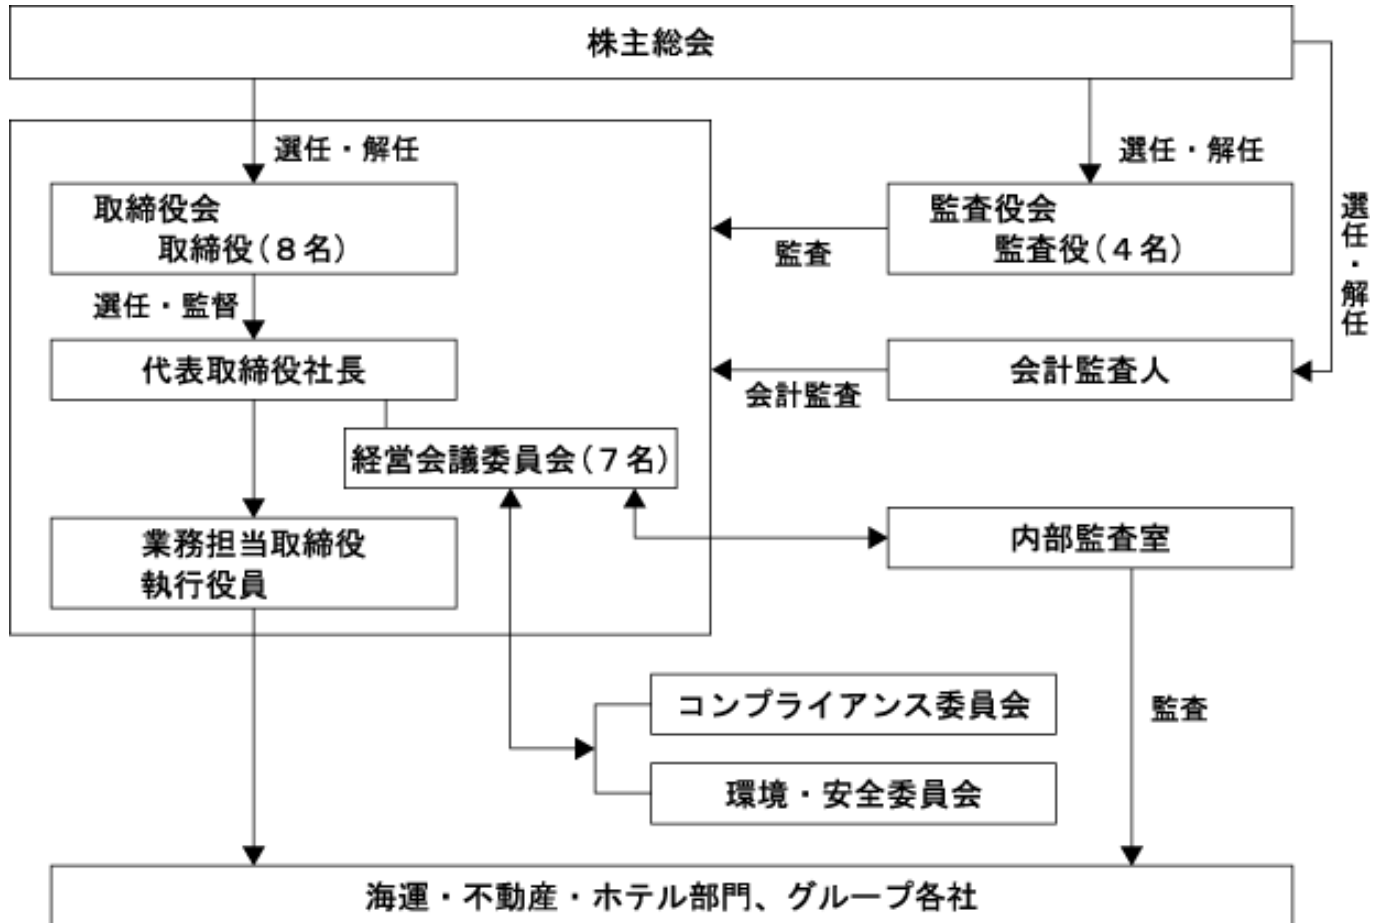 株主総会
選任・解任
選任・解任
選任・解任
取締役会
取締役(8名)
監査役会
監査役(4名)
監査
選任・監督
代表取締役社長
会計監査人
会計監査
経営会議委員会(7名)
業務担当取締役
執行役員
内部監査室
コンプライアンス委員会
監査
環境・安全委員会
海運・不動産・ホテル部門、グループ各社